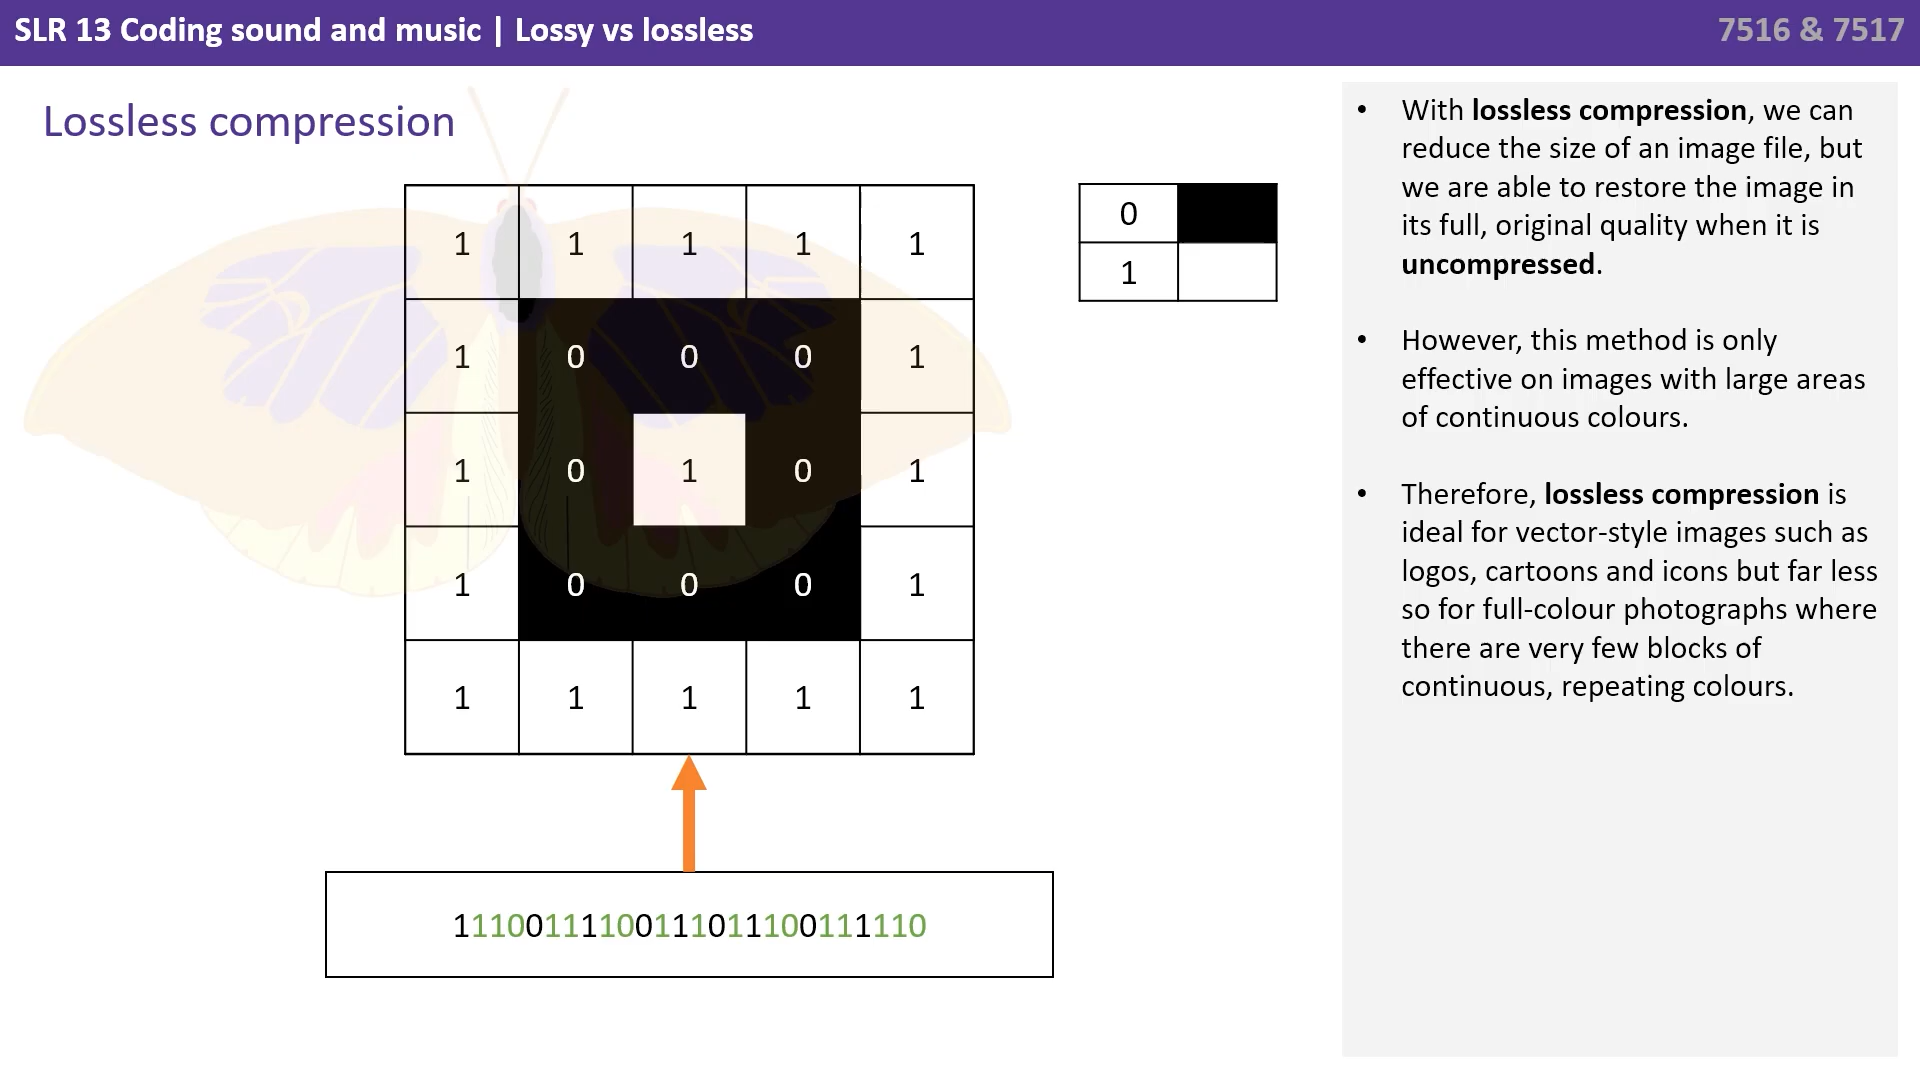 SLR 13 Coding sound and music | Lossy vs lossless
7516 & 7517
Lossless compression
1 1 1 1 1
1 0 0 0 1
1 0 1 0 1
1 0 0 0 1
1 1 1 1 1
0
1
11100111100111011100111110
• With lossless compression, we can
reduce the size of an image file, but
we are able to restore the image in
its full, original quality when it is
uncompressed.
• However, this method is only
effective on images with large areas
of continuous colours.
• Therefore, lossless compression is
ideal for vector-style images such as
logos, cartoons and icons but far less
so for full-colour photographs where
there are very few blocks of
continuous, repeating colours.